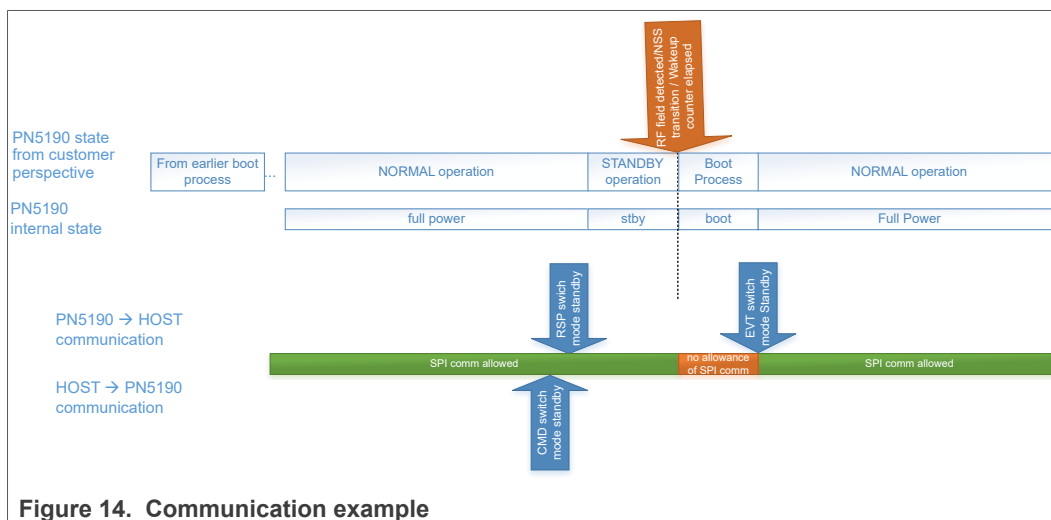 RF field detected/NSS
transition / Wakeup
counter elapsed
PN5190 state
from customer
perspective
From earlier boot
process
...
NORMAL operation
STANDBY
operation
Boot
Process
NORMAL operation
PN5190
internal state
full power
stby
boot
Full Power
RSP swich
mode standby
EVT switch
mode Standby
PN5190 → HOST
communication
SPI comm allowed
no allowance
of SPI comm
SPI comm allowed
HOST → PN5190
communication
CMD switch
mode standby
Figure 14. Communication example